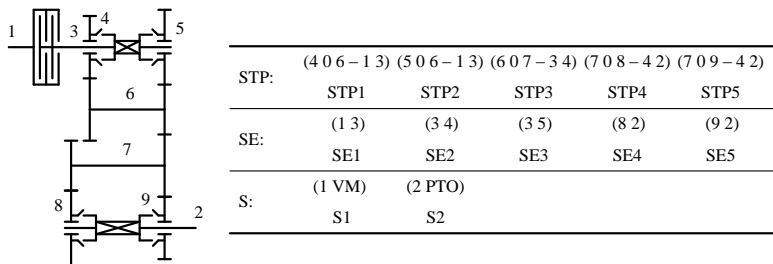 1
3
4
5
6
7
8
9
2
STP: (4 0 6 – 1 3) (5 0 6 – 1 3) (6 0 7 – 3 4) (7 0 8 – 4 2) (7 0 9 – 4 2)
STP1 STP2 STP3 STP4 STP5
SE: (1 3) (3 4) (3 5) (8 2) (9 2)
SE1 SE2 SE3 SE4 SE5
S: (1 VM) (2 PTO)
S1 S2